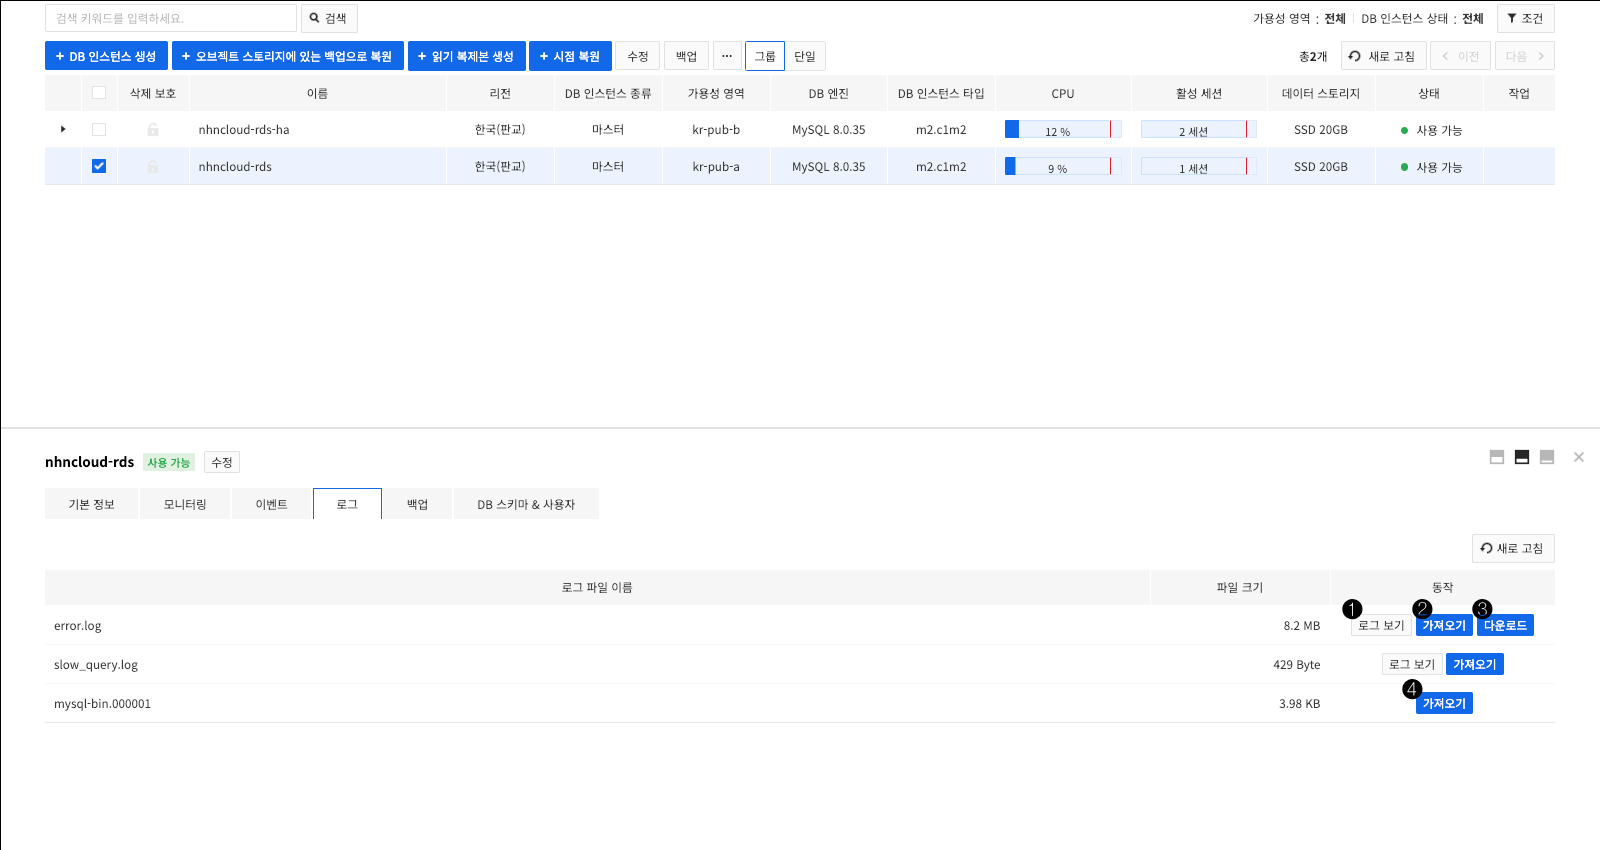 검색 키워드를 입력하세요. 검색 가용성 영역 : 전체 DB 인스턴스 상태 : 전체 조건
+ DB 인스턴스 생성 + 오브젝트 스토리지에 있는 백업으로 복원 + 읽기 복제본 생성 + 시점 복원 수정 백업 ··· 그룹 단일 총2개 새로 고침 < 이전 다음 >
삭제 보호 이름 리전 DB 인스턴스 종류 가용성 영역 DB 엔진 DB 인스턴스 타입 CPU 활성 세션 데이터 스토리지 상태 작업
nhncloud-rds-ha 한국(판교) 마스터 kr-pub-b MySQL 8.0.35 m2.c1m2 12 % 2 세션 SSD 20GB 사용 가능
nhncloud-rds 한국(판교) 마스터 kr-pub-a MySQL 8.0.35 m2.c1m2 9 % 1 세션 SSD 20GB 사용 가능
nhncloud-rds 사용 가능 수정
기본 정보 모니터링 이벤트 로그 백업 DB 스키마 & 사용자
새로 고침
로그 파일 이름 파일 크기 동작
1 2 3
error.log 8.2 MB 로그 보기 가져오기 다운로드
slow_query.log 429 Byte 로그 보기 가져오기
4
mysql-bin.000001 3.98 KB 가져오기